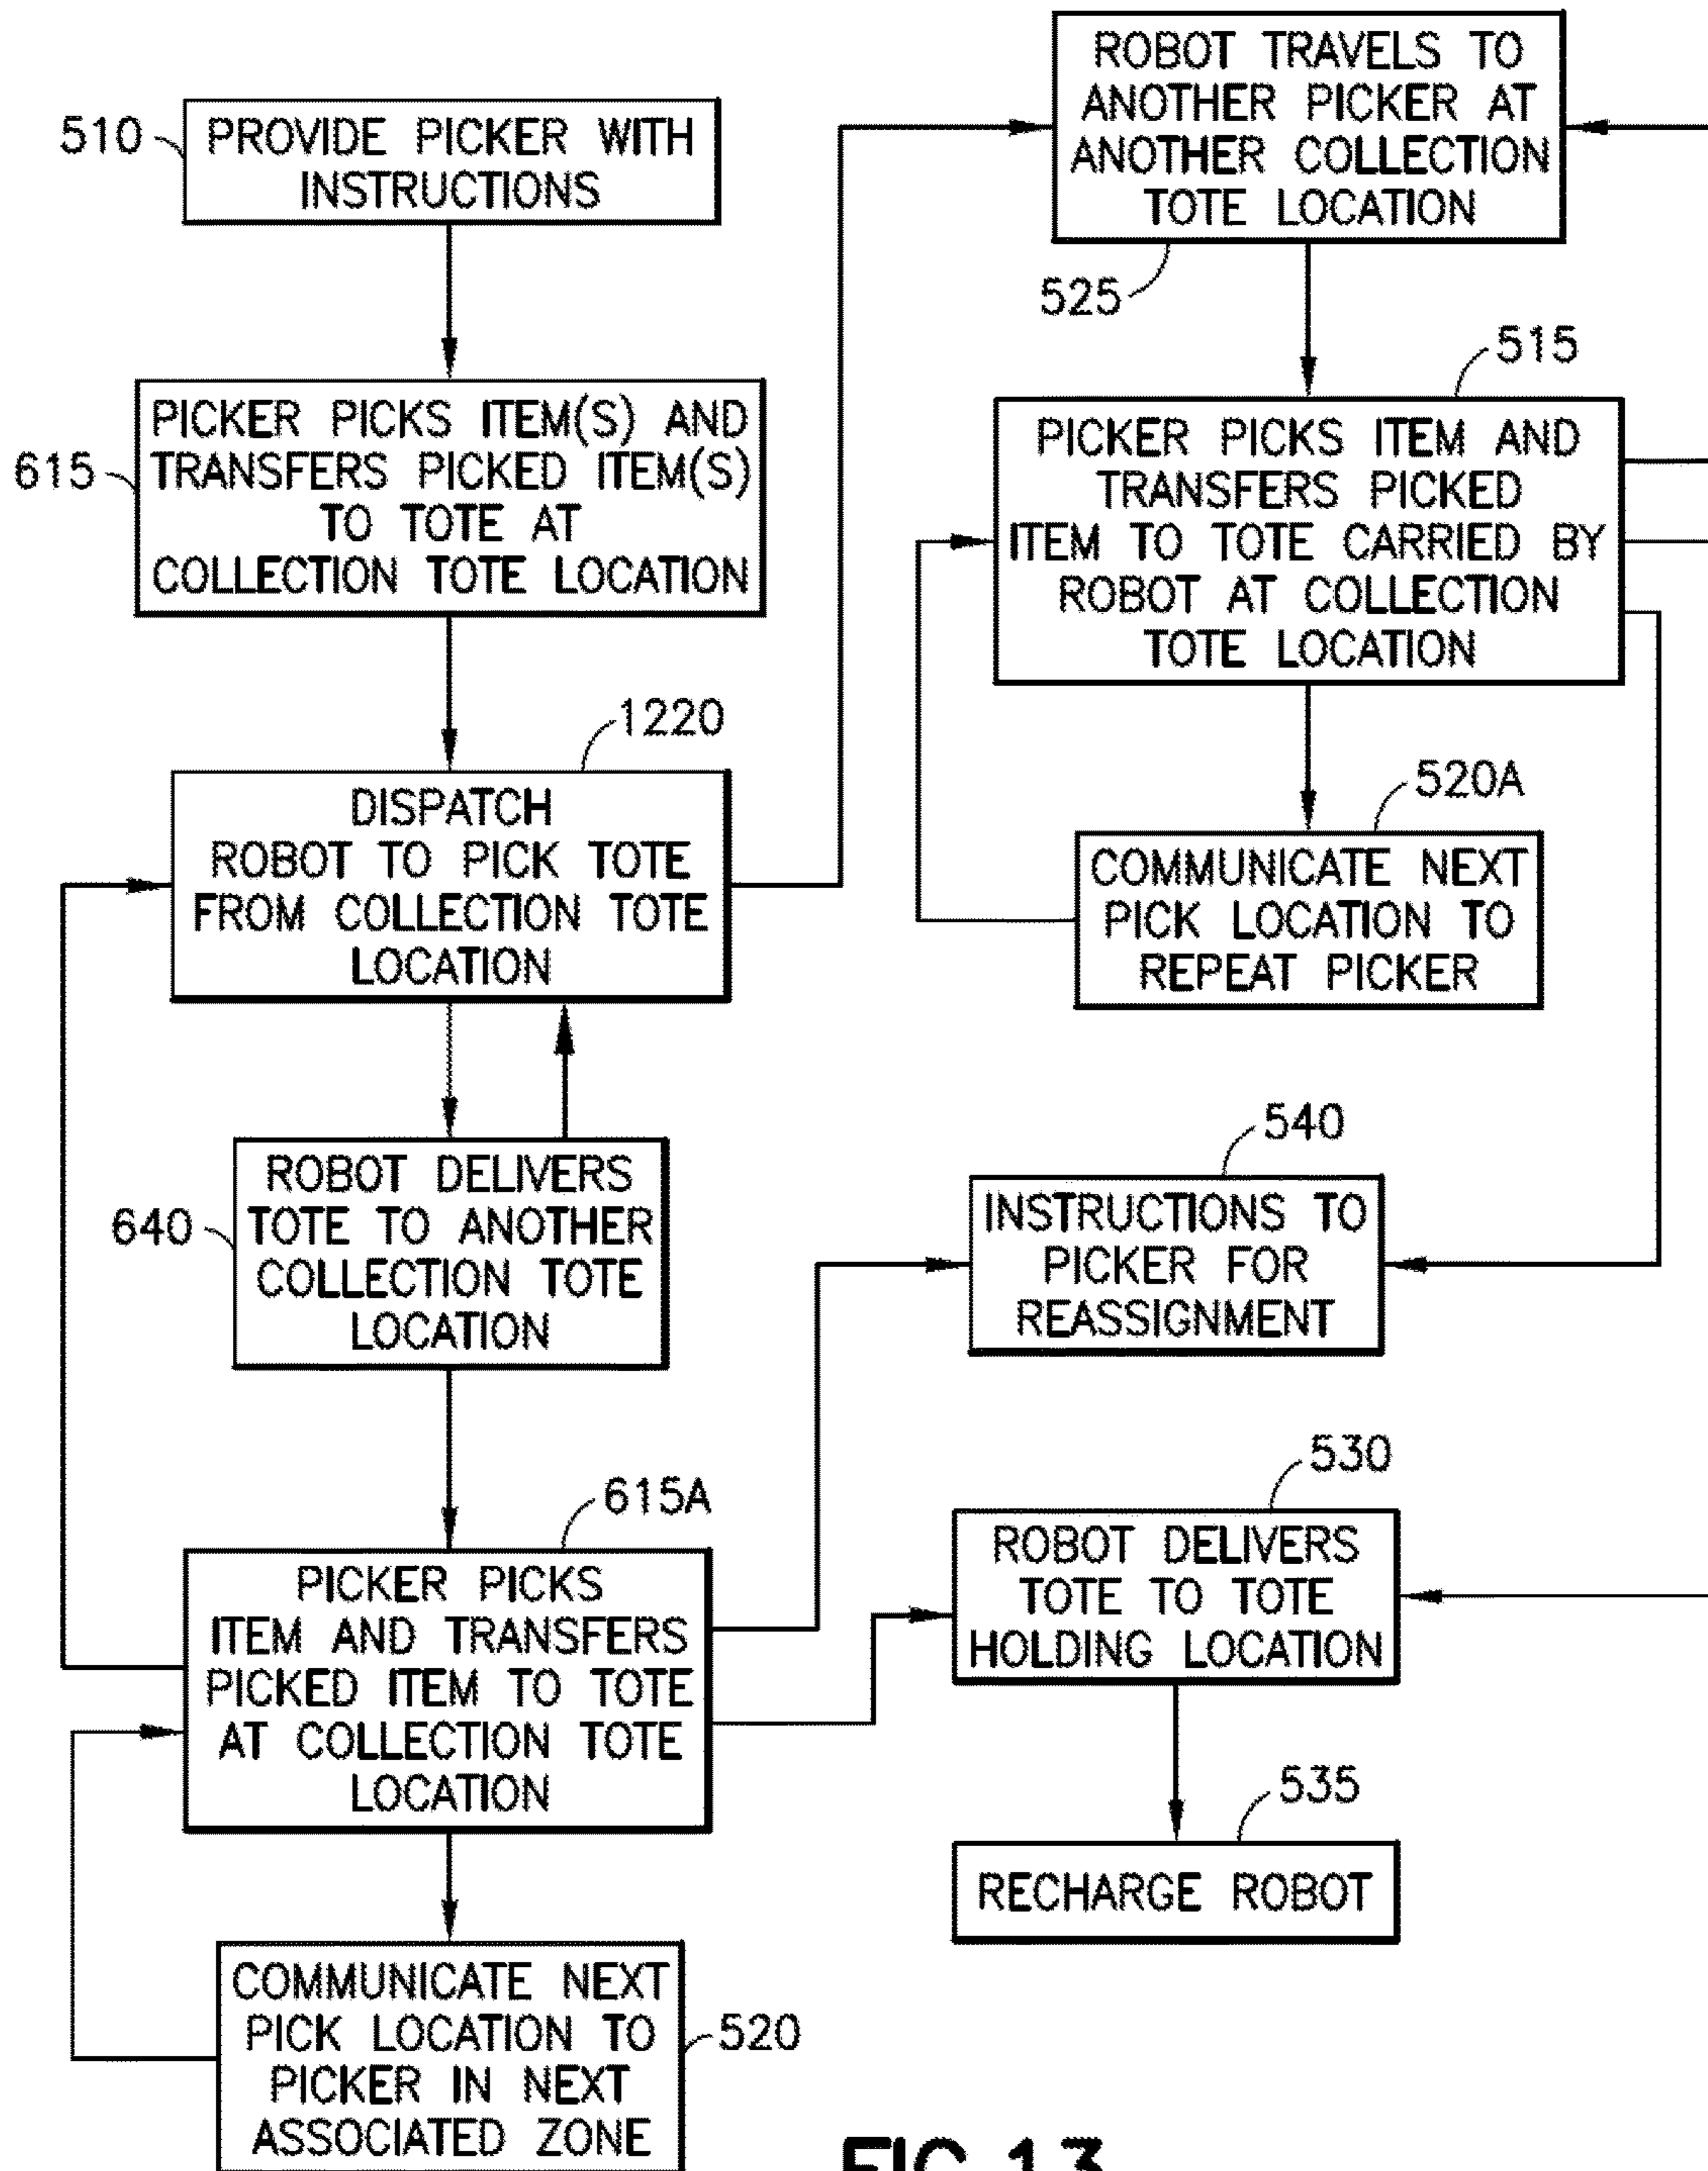 510
PROVIDE PICKER WITH
INSTRUCTIONS
615
PICKER PICKS ITEM(S) AND
TRANSFERS PICKED ITEM(S)
TO TOTE AT
COLLECTION TOTE LOCATION
1220
DISPATCH
ROBOT TO PICK TOTE
FROM COLLECTION TOTE
LOCATION
640
ROBOT DELIVERS
TOTE TO ANOTHER
COLLECTION TOTE
LOCATION
615A
PICKER PICKS
ITEM AND TRANSFERS
PICKED ITEM TO TOTE
AT COLLECTION TOTE
LOCATION
COMMUNICATE NEXT
PICK LOCATION TO
PICKER IN NEXT
ASSOCIATED ZONE
520
ROBOT TRAVELS TO
ANOTHER PICKER AT
ANOTHER COLLECTION
TOTE LOCATION
525
515
PICKER PICKS ITEM AND
TRANSFERS PICKED
ITEM TO TOTE CARRIED BY
ROBOT AT COLLECTION
TOTE LOCATION
520A
COMMUNICATE NEXT
PICK LOCATION TO
REPEAT PICKER
540
INSTRUCTIONS TO
PICKER FOR
REASSIGNMENT
530
ROBOT DELIVERS
TOTE TO TOTE
HOLDING LOCATION
535
RECHARGE ROBOT
FIG.13